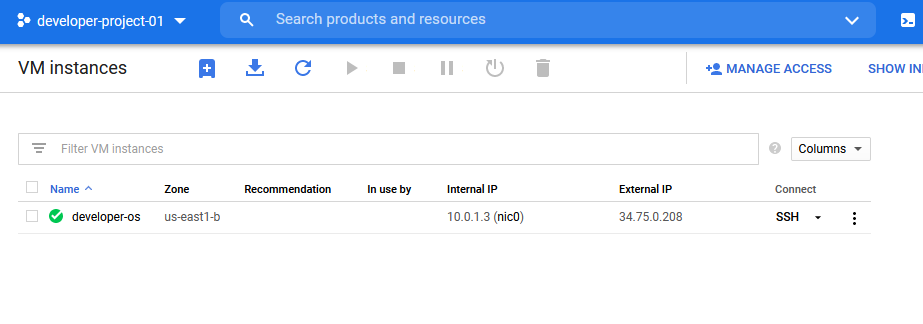 developer-project-01 Search products and resources
VM instances MANAGE ACCESS SHOW IN
Filter VM instances Columns
Name Zone Recommendation In use by Internal IP External IP Connect
developer-os us-east1-b 10.0.1.3 (nic0) 34.75.0.208 SSH